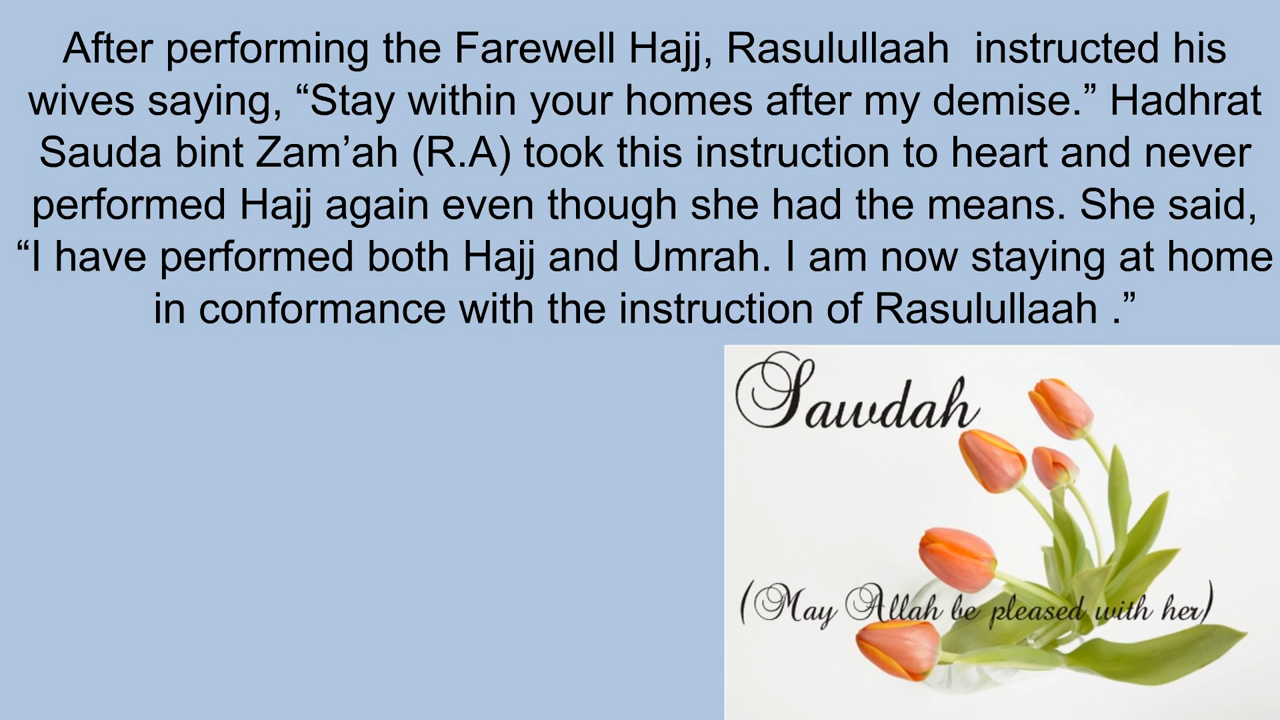 After performing the Farewell Hajj, Rasulullaah  instructed his
wives saying, “Stay within your homes after my demise.” Hadhrat
Sauda bint Zam’ah (R.A) took this instruction to heart and never
performed Hajj again even though she had the means. She said,
“I have performed both Hajj and Umrah. I am now staying at home
in conformance with the instruction of Rasulullaah .”
Sawdah
(May Allah be pleased with her)